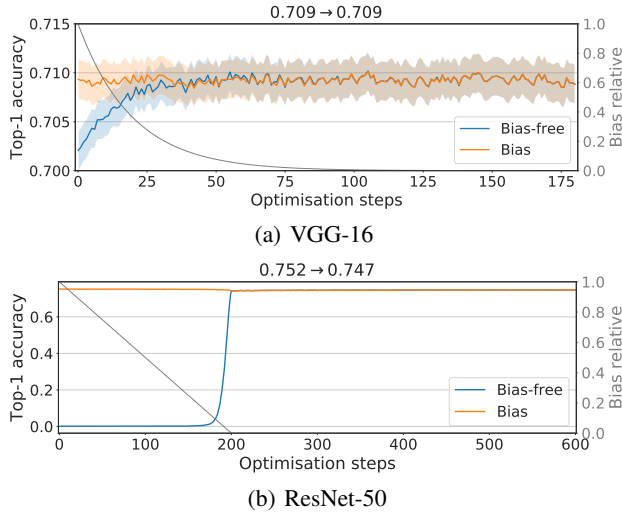 0.709→0.709
0.715
0.710
0.705
0.700
Top-1 accuracy
1.0
0.8
0.6
0.4
0.2
0.0
Bias relative
Bias-free
Bias
0 25 50 75 100 125 150 175
Optimisation steps
(a) VGG-16
0.752→0.747
0.6
0.4
0.2
0.0
Top-1 accuracy
1.0
0.8
0.6
0.4
0.2
0.0
Bias relative
Bias-free
Bias
0 100 200 300 400 500 600
Optimisation steps
(b) ResNet-50